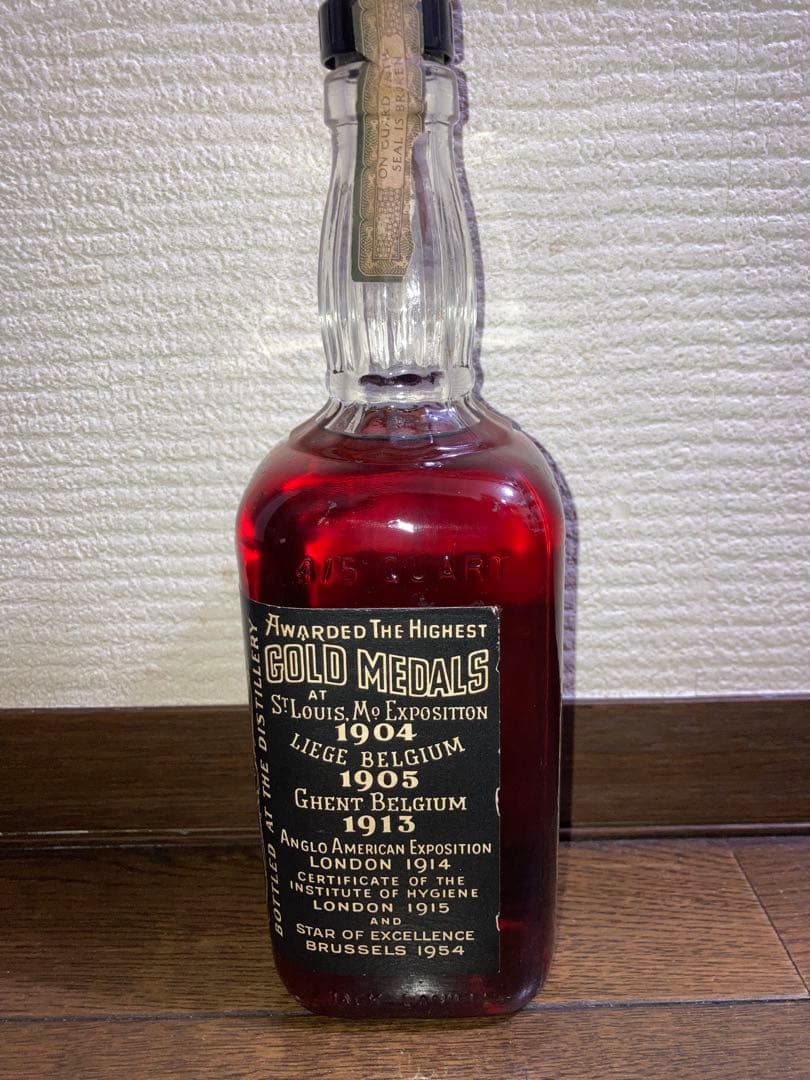 ON GUARD
SEAL IS BROKEN
4/5 QUART
AWARDED THE HIGHEST
GOLD MEDALS
AT
ST LOUIS, MO EXPOSITION
1904
LIEGE BELGIUM
1905
GHENT BELGIUM
1913
ANGLO AMERICAN EXPOSITION
LONDON 1914
CERTIFICATE OF THE
INSTITUTE OF HYGIENE
LONDON 1915
AND
STAR OF EXCELLENCE
BRUSSELS 1954
BOTTLED AT THE DISTILLERY
JACK DANIEL